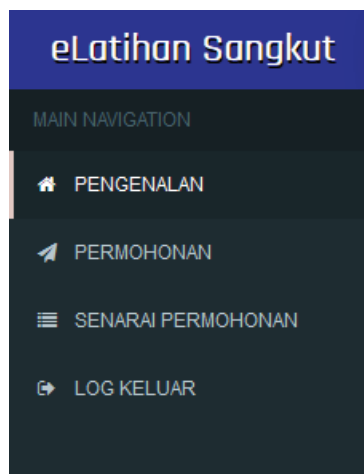 eLatihan Sangkut
MAIN NAVIGATION
PENGENALAN
PERMOHONAN
SENARAI PERMOHONAN
LOG KELUAR